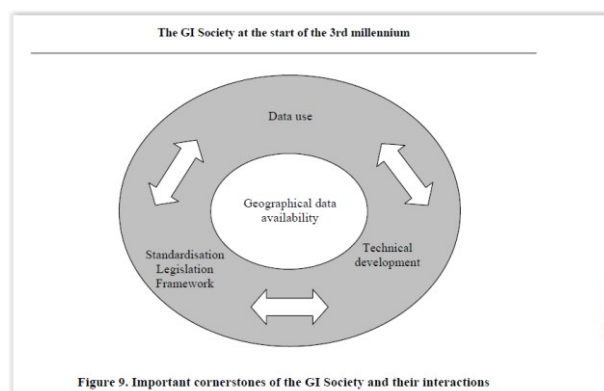 The GI Society at the start of the 3rd millennium
Data use
Geographical data
availability
Standardisation
Legislation
Framework
Technical
development
Figure 9. Important cornerstones of the GI Society and their interactions